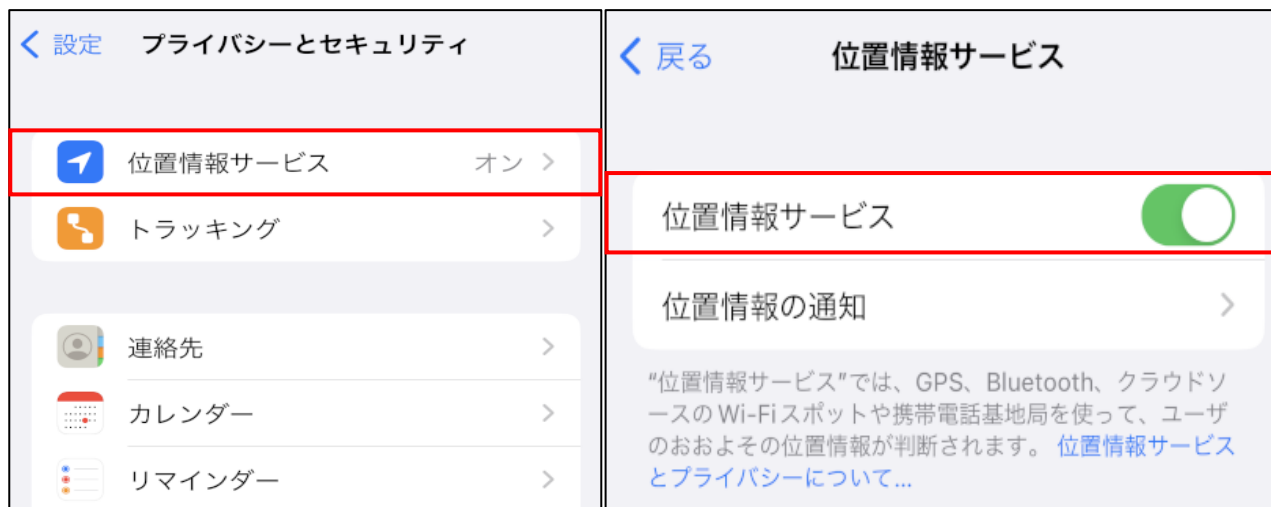 設定
プライバシーとセキュリティ
位置情報サービス
オン
トラッキング
連絡先
カレンダー
リマインダー
戻る
位置情報サービス
位置情報サービス
位置情報の通知
“位置情報サービス”では、GPS、Bluetooth、クラウドソ
ースのWi-Fiスポットや携帯電話基地局を使って、ユーザ
のおおよその位置情報が判断されます。 位置情報サービス
とプライバシーについて...